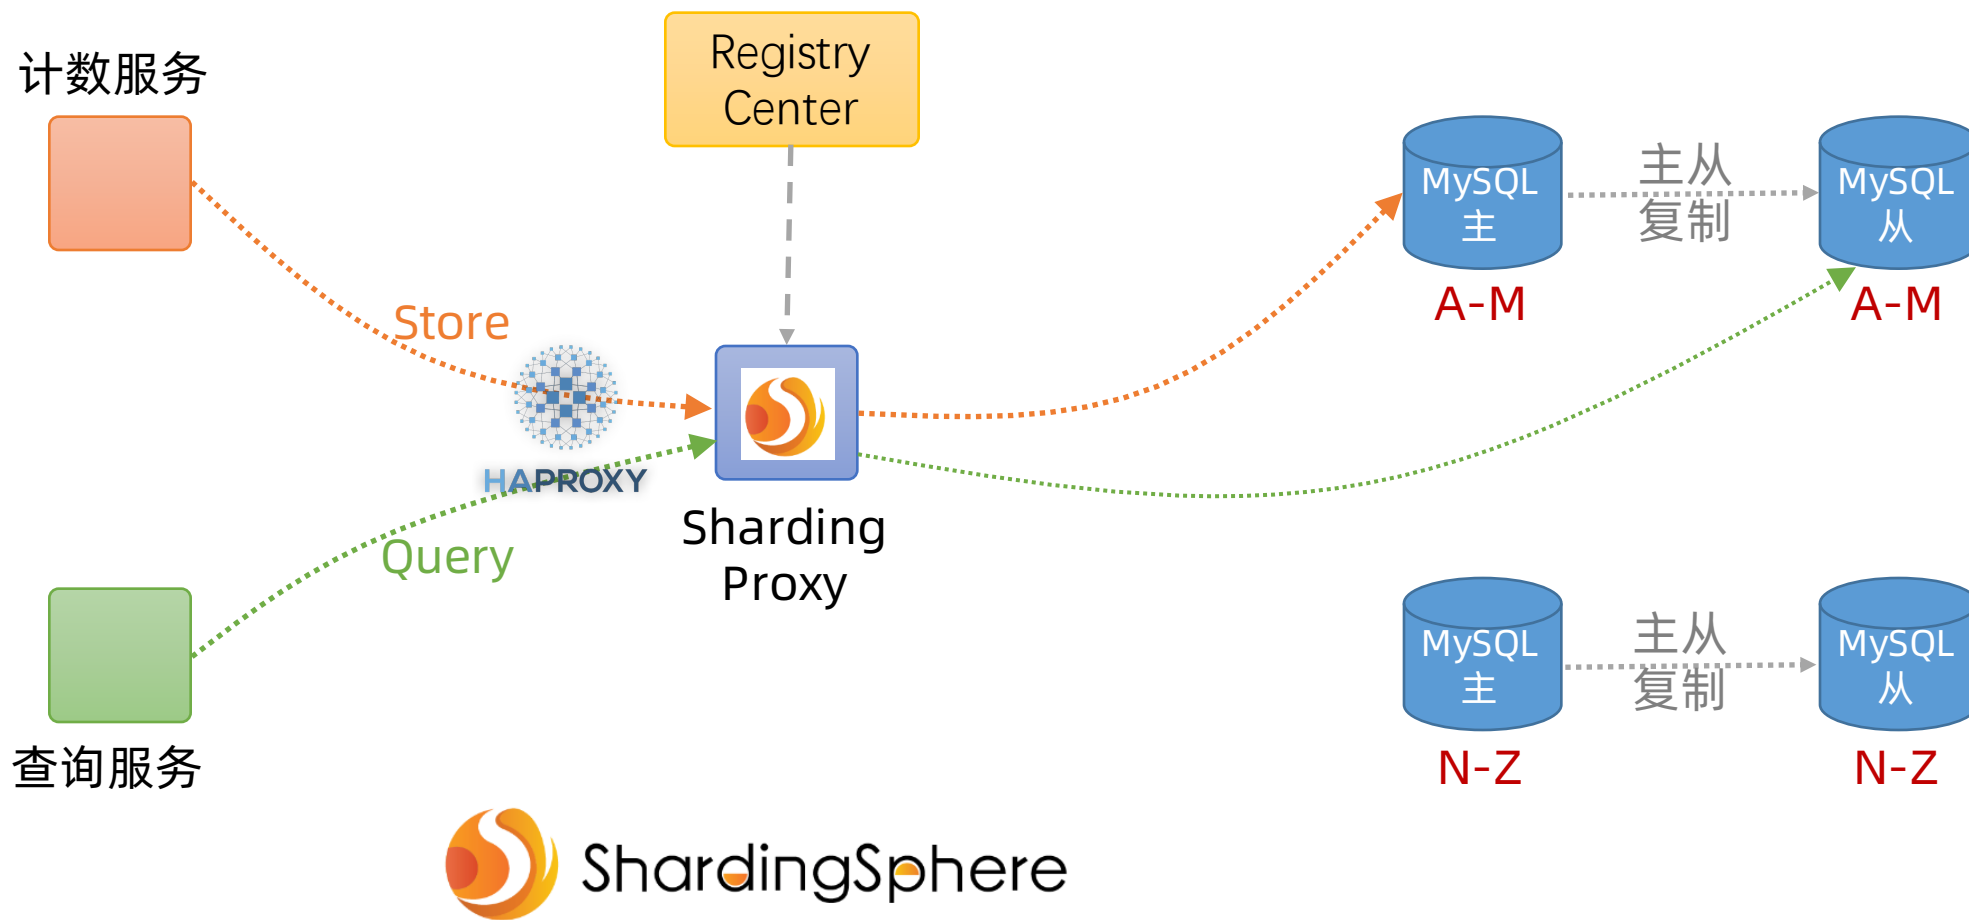 计数服务
Registry
Center
MySQL
主
主从
复制
MySQL
从
A-M
A-M
Store
HAPROXY
Query
Sharding
Proxy
MySQL
主
主从
复制
MySQL
从
N-Z
N-Z
查询服务
ShardingSphere